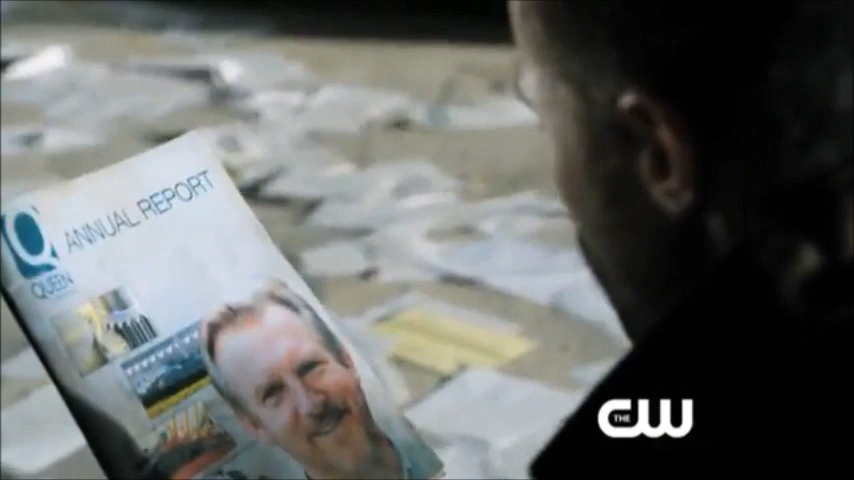 ANNUAL REPORT
Q
QUEEN
THE CW